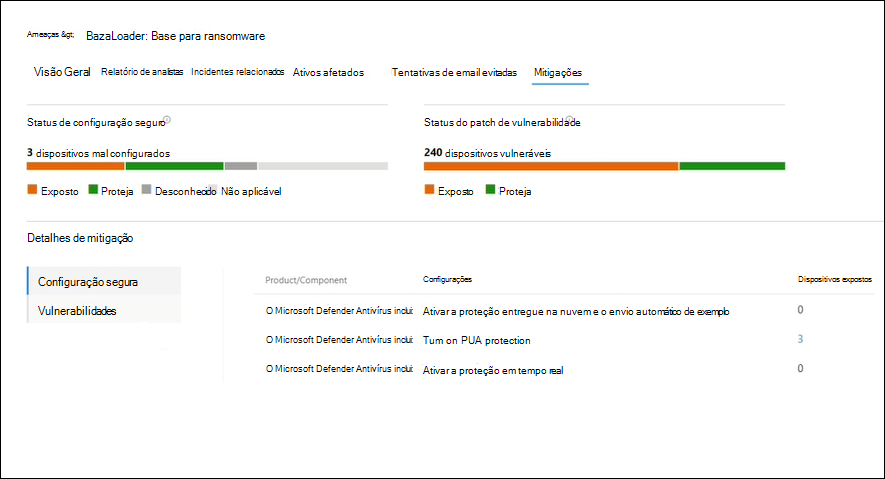 Ameaças &gt; BazaLoader: Base para ransomware
Visão Geral Relatório de analistas Incidentes relacionados Ativos afetados Tentativas de email evitadas Mitigações
Status de configuração seguro Status do patch de vulnerabilidade
3 dispositivos mal configurados 240 dispositivos vulneráveis
Exposto Proteja Desconhecido Não aplicável Exposto Proteja
Detalhes de mitigação
Configuração segura
Vulnerabilidades
Product/Component Configurações Dispositivos expostos
O Microsoft Defender Antivírus inclui: Ativar a proteção entregue na nuvem e o envio automático de exemplo 0
O Microsoft Defender Antivírus inclui: Tum on PUA protection 3
O Microsoft Defender Antivírus inclui: Ativar a proteção em tempo real 0